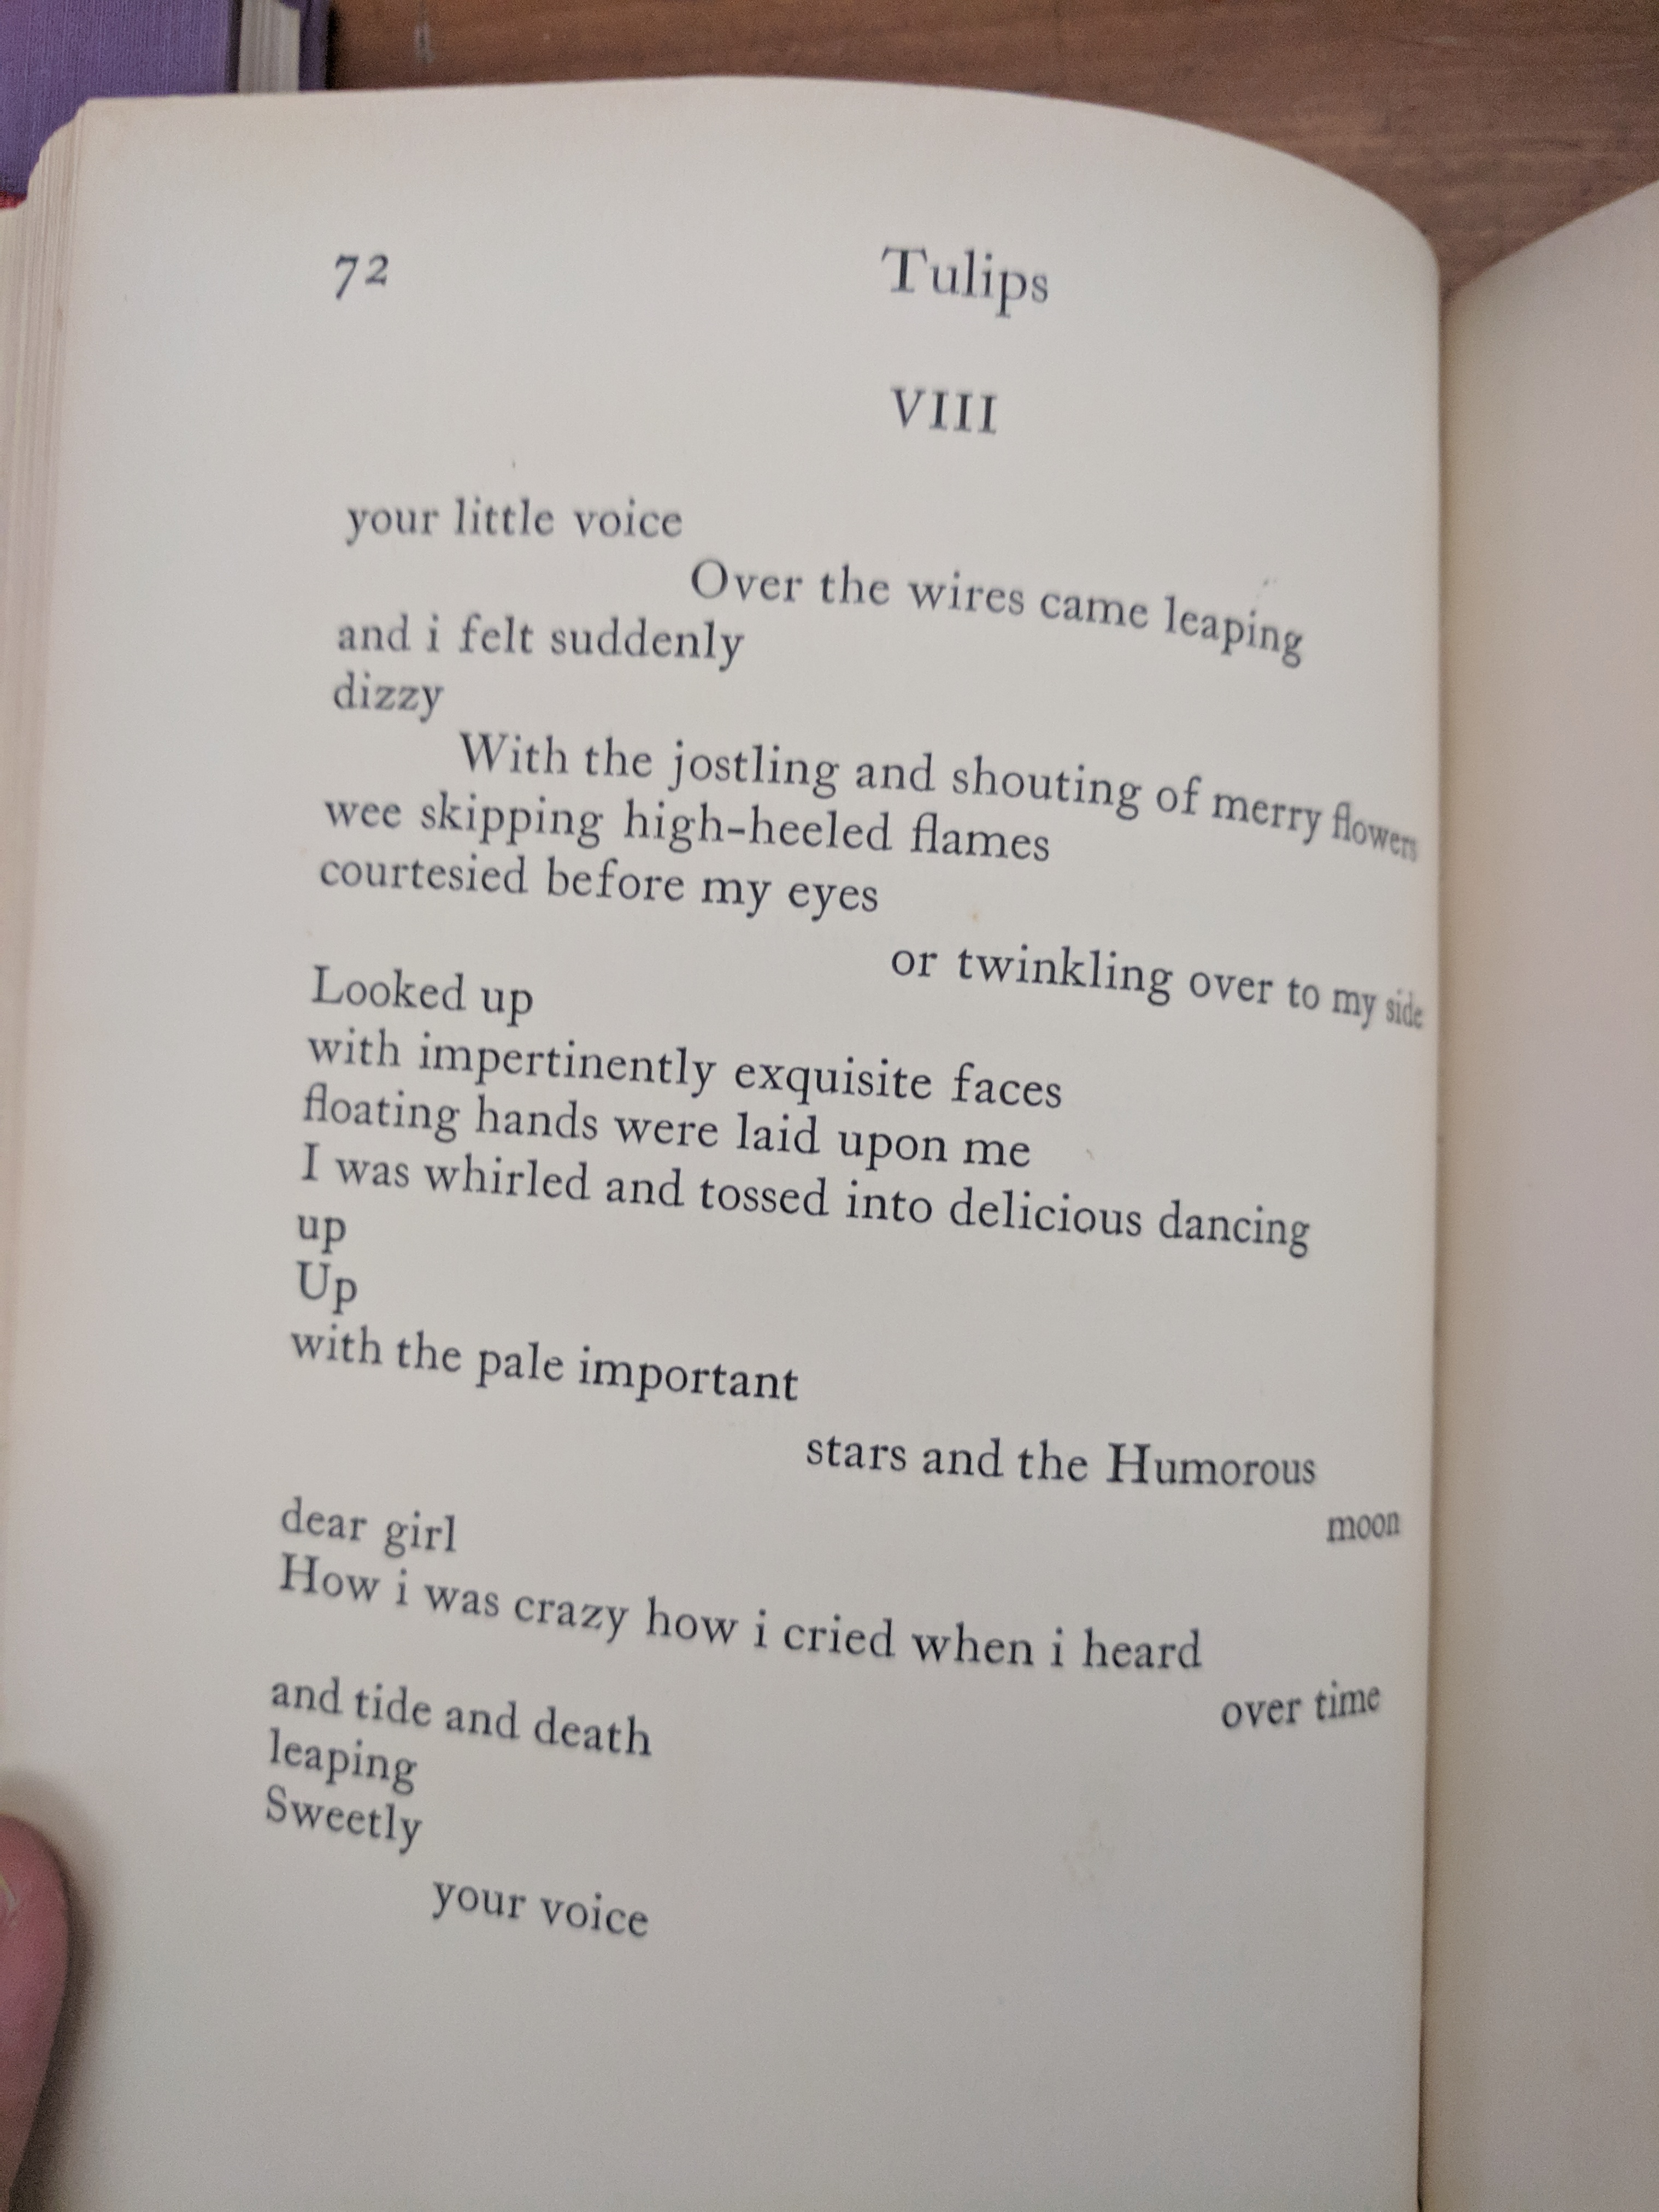 72
Tulips
VIII
your little voice
Over the wires came leaping
and i felt suddenly
dizzy
With the jostling and shouting of merry flowers
wee skipping high-heeled flames
courtesied before my eyes
or twinkling over to my side
Looked up
with impertinently exquisite faces
floating hands were laid upon me
I was whirled and tossed into delicious dancing
up
Up
with the pale important
stars and the Humorous
moon
dear girl
How i was crazy how i cried when i heard
over time
and tide and death
leaping
Sweetly
your voice